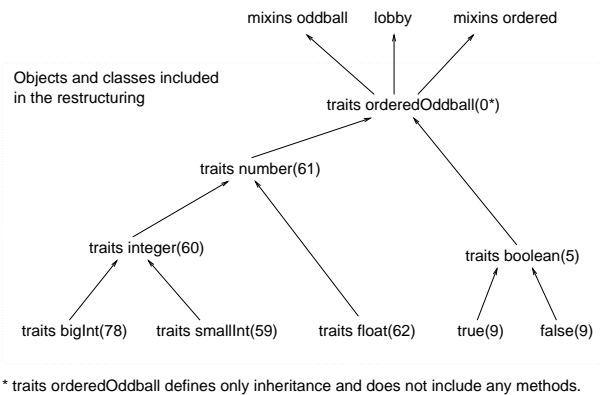 mixins oddball lobby mixins ordered
Objects and classes included
in the restructuring
traits orderedOddball(0*)
traits number(61)
traits integer(60)
traits boolean(5)
traits bigInt(78) traits smallInt(59) traits float(62) true(9) false(9)
* traits orderedOddball defines only inheritance and does not include any methods.